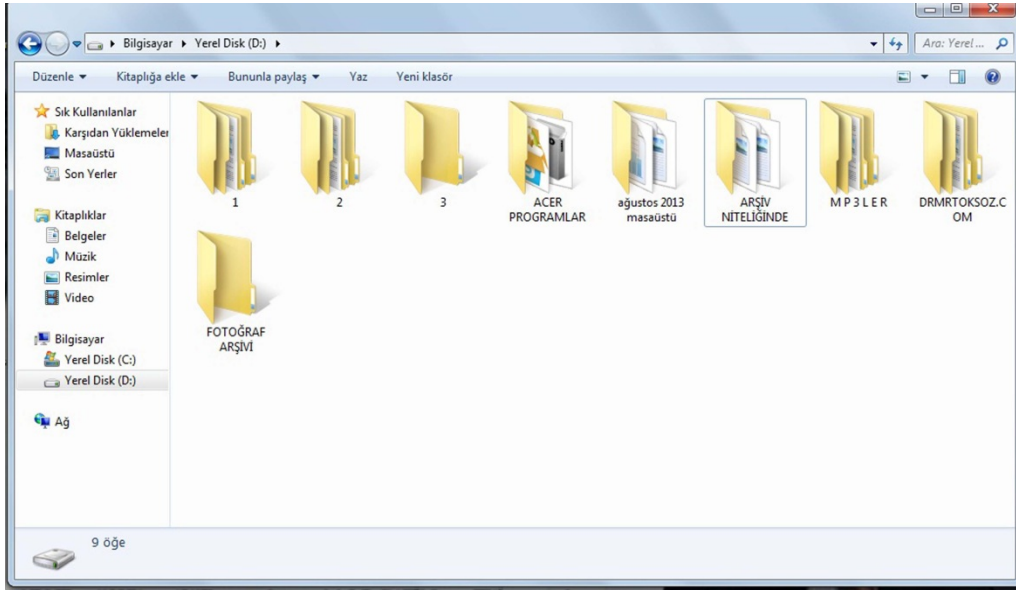 Bilgisayar Yerel Disk (D:)
Ara: Yerel ...
Düzenle Kitaplığa ekle Bununla paylaş Yaz Yeni klasör
Sık Kullanılanlar
Karşıdan Yüklemeler
Masaüstü
Son Yerler
Kitaplıklar
Belgeler
Müzik
Resimler
Video
Bilgisayar
Yerel Disk (C:)
Yerel Disk (D:)
Ağ
1
2
3
ACER
PROGRAMLAR
ağustos 2013
masaüstü
ARŞİV
NİTELİĞİNDE
M P 3 L E R
DRMRTOKSOZ.C
OM
FOTOĞRAF
ARŞİVİ
9 öğe